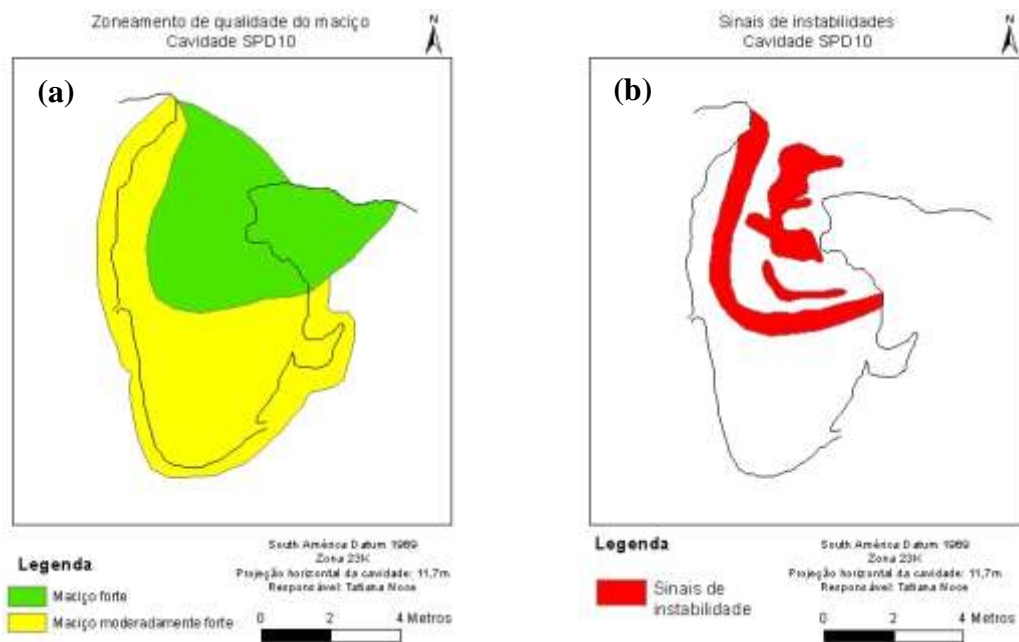 Zoneamento de qualidade do maciço
Cavidade SPD10
N
(a)
Legenda
Maciço forte
Maciço moderadamente forte
South América Datum 1969
Zona 23K
Projeção horizontal da cavidade: 11,7m
Responsável: Tatiana Noce
0 2 4 Metros
Sinais de instabilidades
Cavidade SPD10
N
(b)
Legenda
Sinais de
instabilidade
South América Datum 1969
Zona 23K
Projeção horizontal da cavidade: 11,7m
Responsável: Tatiana Noce
0 2 4 Metros